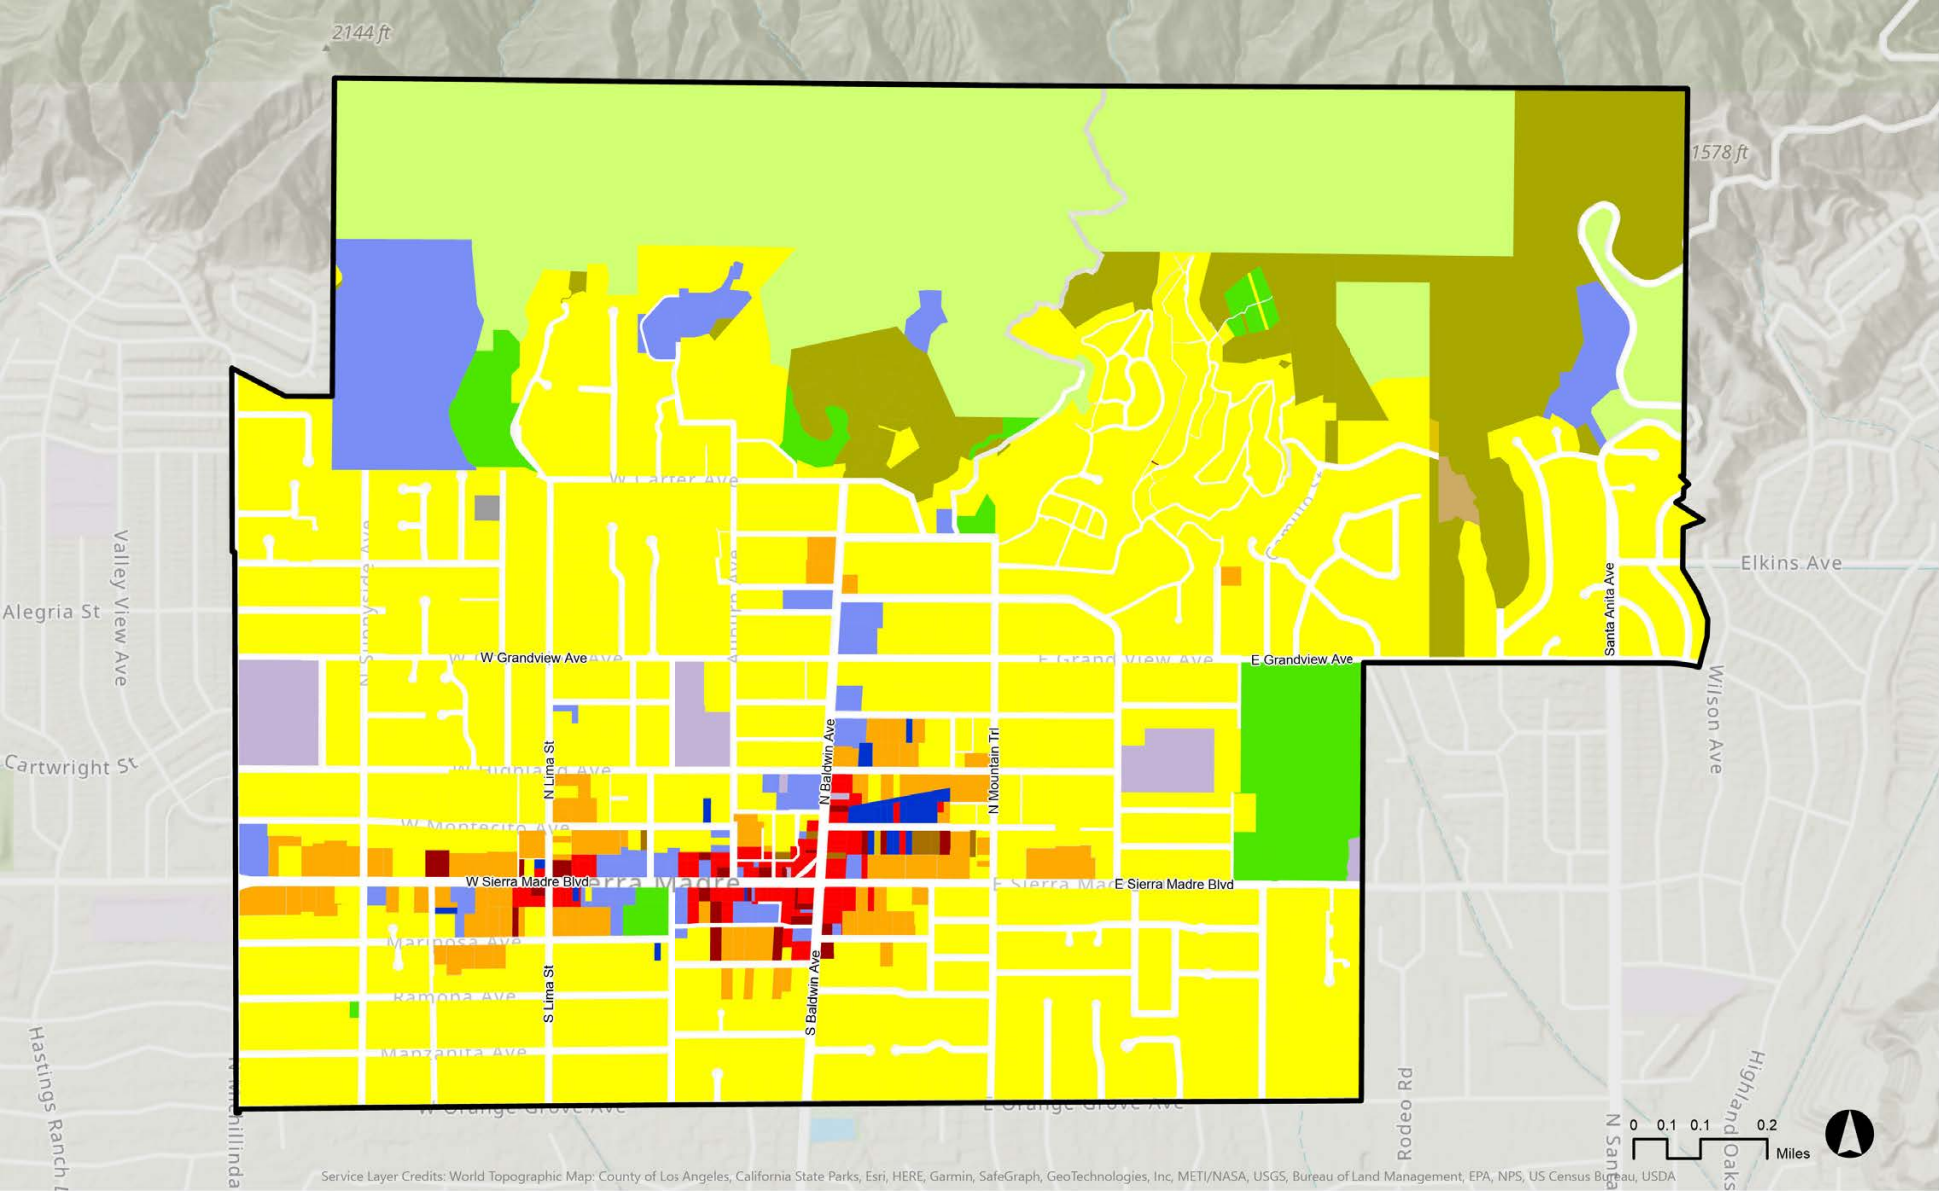 2144 ft
1578 ft
W Carter Ave
Valley View Ave
N Sunnyside Ave
Auburn Ave
Elkins Ave
Alegria St
Santa Anita Ave
W Grandview Ave
E Grand View Ave
E Grandview Ave
Wilson Ave
Cartwright St
W Highland Ave
N Lima St
N Baldwin Ave
N Mountain Trl
W Montecito Ave
W Sierra Madre Blvd
erra Madre
E Sierra Mad
E Sierra Madre Blvd
Mariposa Ave
S Lima St
S Baldwin Ave
Ramona Ave
Manzanita Ave
Hastings Ranch
W Orange Grove Ave
E Orange Grove Ave
Rodeo Rd
N Santa
Highland Oaks
0 0.1 0.1 0.2
Miles
Service Layer Credits: World Topographic Map: County of Los Angeles, California State Parks, Esri, HERE, Garmin, SafeGraph, GeoTechnologies, Inc, METI/NASA, USGS, Bureau of Land Management, EPA, NPS, US Census Bureau, USDA